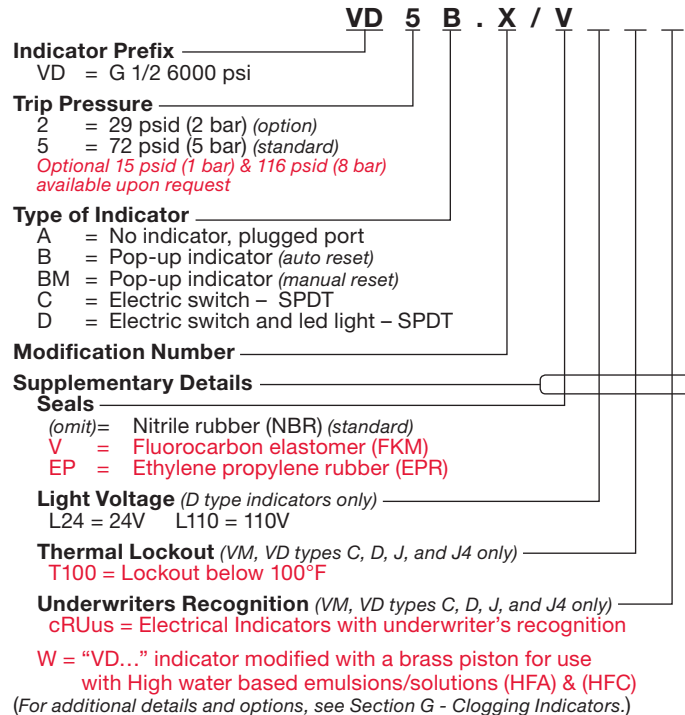 VD 5 B . X / V
Indicator Prefix
VD = G 1/2 6000 psi
Trip Pressure
2 = 29 psid (2 bar) (option)
5 = 72 psid (5 bar) (standard)
Optional 15 psid (1 bar) & 116 psid (8 bar)
available upon request
Type of Indicator
A = No indicator, plugged port
B = Pop-up indicator (auto reset)
BM = Pop-up indicator (manual reset)
C = Electric switch – SPDT
D = Electric switch and led light – SPDT
Modification Number
Supplementary Details
Seals
(omit)= Nitrile rubber (NBR) (standard)
V = Fluorocarbon elastomer (FKM)
EP = Ethylene propylene rubber (EPR)
Light Voltage (D type indicators only)
L24 = 24V L110 = 110V
Thermal Lockout (VM, VD types C, D, J, and J4 only)
T100 = Lockout below 100°F
Underwriters Recognition (VM, VD types C, D, J, and J4 only)
cRUus = Electrical Indicators with underwriter’s recognition
W = “VD…” indicator modified with a brass piston for use
with High water based emulsions/solutions (HFA) & (HFC)
(For additional details and options, see Section G - Clogging Indicators.)